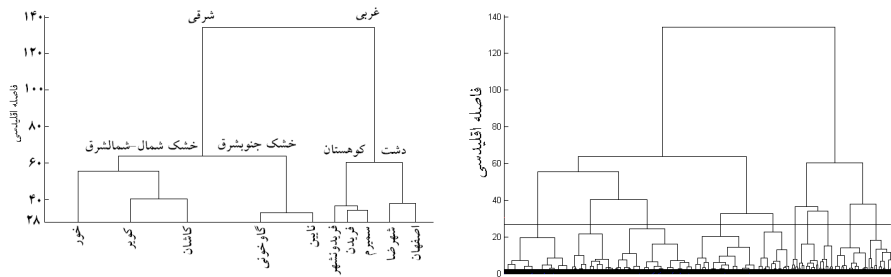 شرقی
غربی
۱۴۰
۱۲۰
۱۰۰
۸۰
۶۰
۴۰
۲۸
فاصله اقلیدسی
خشک شمال-شمالشرق
خشک جنوبشرق
کوهستان
دشت
خور
کویر
کاشان
گاوخونی
نایین
فریدونشهر
فریدن
سمیرم
شهرضا
اصفهان
140
120
100
80
60
40
20
0
فاصله اقلیدسی